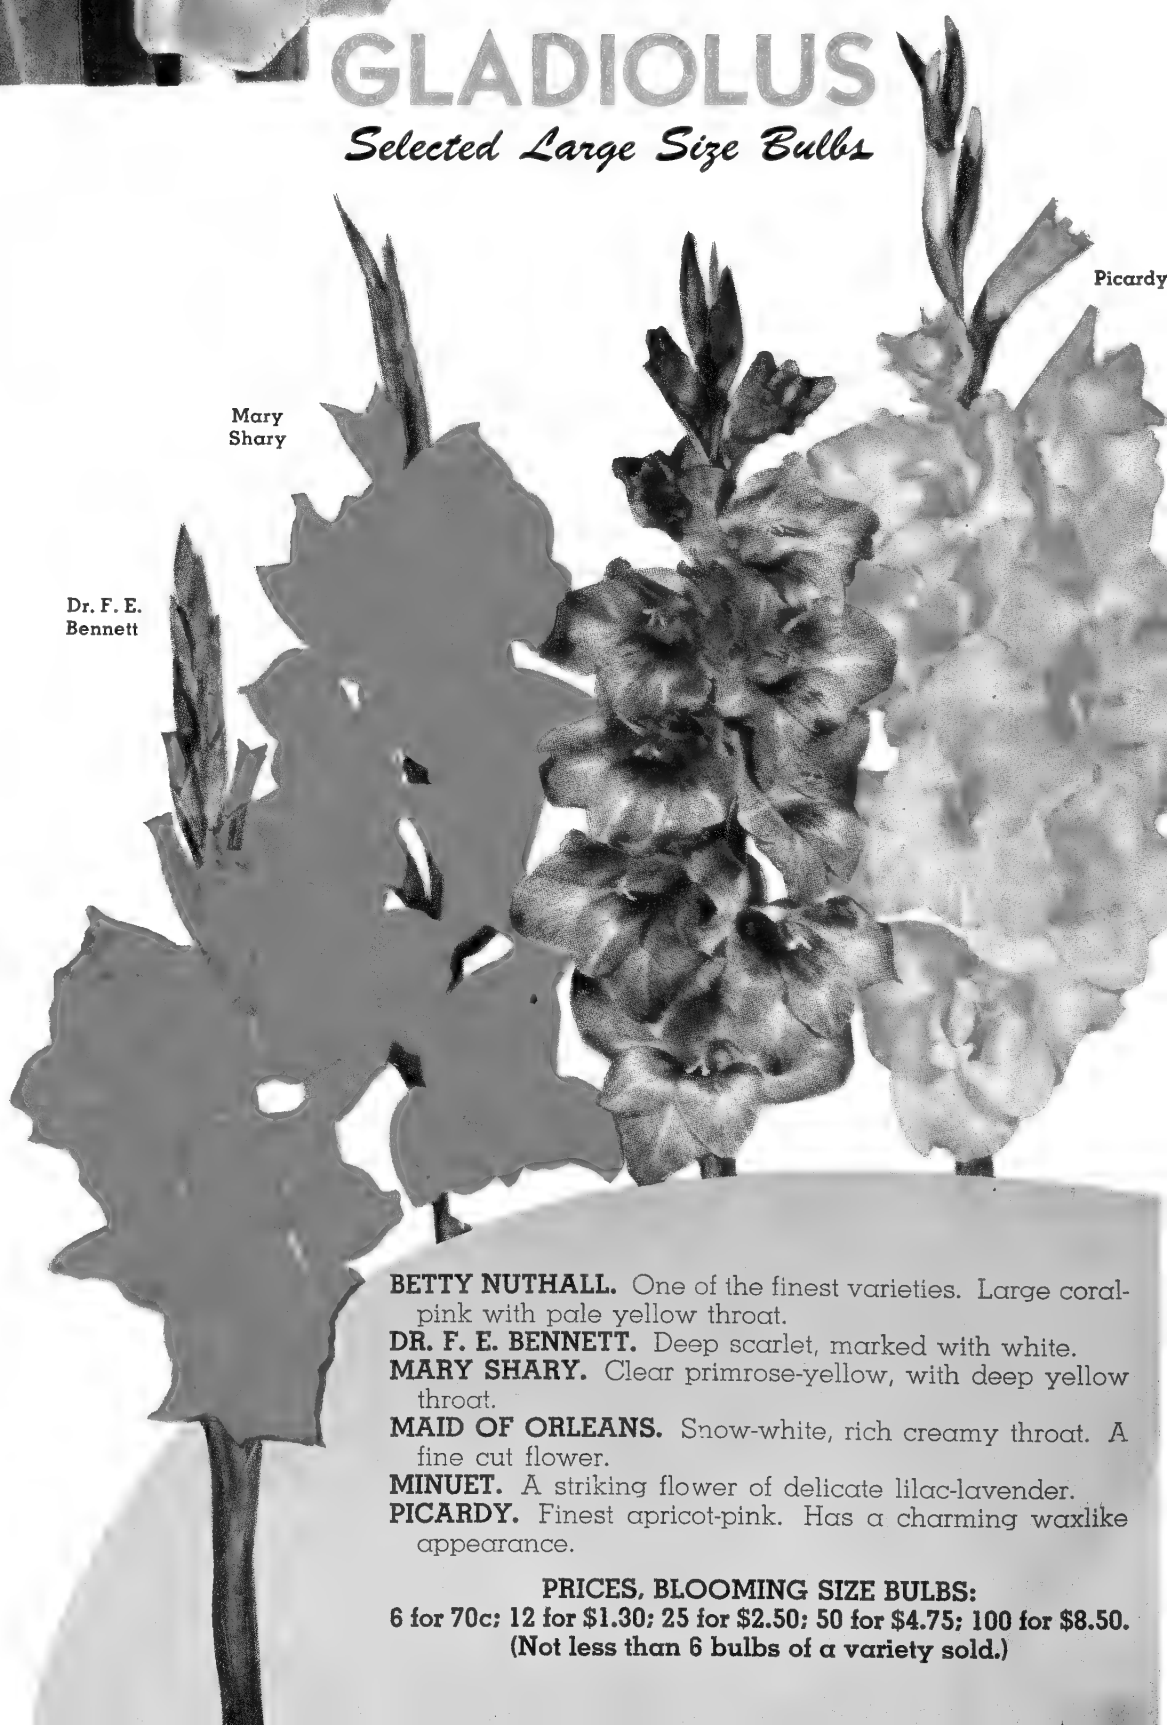 GLADIOLUS
Selected Large Size Bulbs
Picardy
Mary
Shary
Dr. F. E.
Bennett
BETTY NUTHALL. One of the finest varieties. Large coral-
pink with pale yellow throat.
DR. F. E. BENNETT. Deep scarlet, marked with white.
MARY SHARY. Clear primrose-yellow, with deep yellow
throat.
MAID OF ORLEANS. Snow-white, rich creamy throat. A
fine cut flower.
MINUET. A striking flower of delicate lilac-lavender.
PICARDY. Finest apricot-pink. Has a charming waxlike
appearance.
PRICES, BLOOMING SIZE BULBS:
6 for 70c; 12 for $1.30; 25 for $2.50; 50 for $4.75; 100 for $8.50.
(Not less than 6 bulbs of a variety sold.)